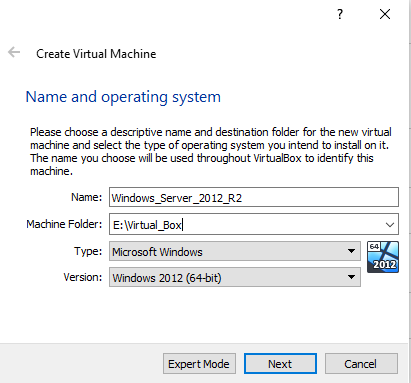 ?
Create Virtual Machine
Name and operating system
Please choose a descriptive name and destination folder for the new virtual
machine and select the type of operating system you intend to install on it.
The name you choose will be used throughout VirtualBox to identify this
machine.
Name: Windows_Server_2012_R2
Machine Folder: E:\Virtual_Box
Type: Microsoft Windows
64
2012
Version: Windows 2012 (64-bit)
Expert Mode Next Cancel